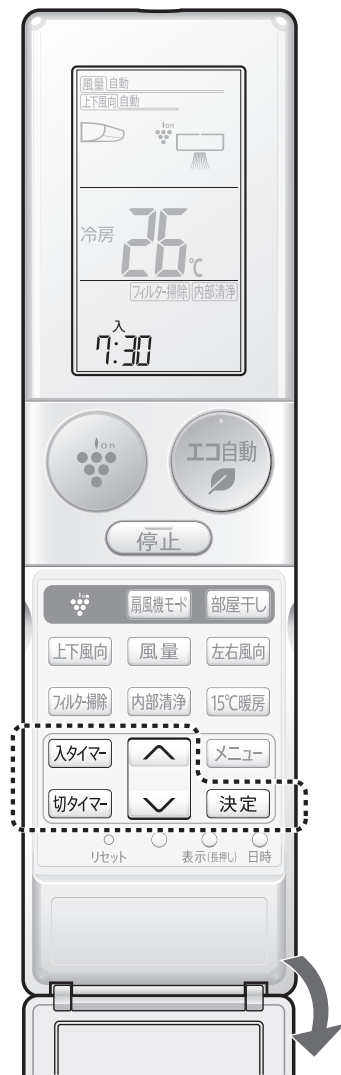 風量 自動
上下風向 自動
ion
冷房 26℃
フィルター掃除 内部清浄
入
7:30
ion エコ自動
停止
ion 扇風機モード 部屋干し
上下風向 風量 左右風向
フィルター掃除 内部清浄 15℃暖房
入タイマー メニュー
切タイマー 決定
リセット 表示(長押し) 日時